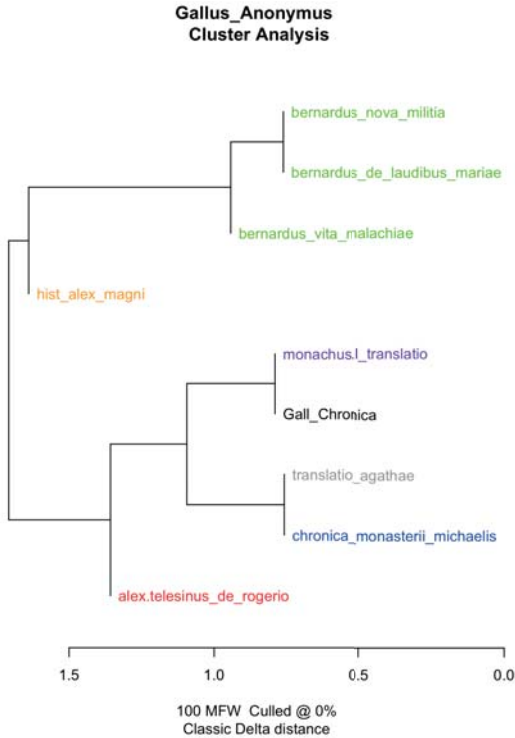 Gallus_Anonymus
Cluster Analysis
bernardus_nova_militia
bernardus_de_laudibus_mariae
bernardus_vita_malachiae
hist_alex_magni
monachus.l_translatio
Gall_Chronica
translatio_agathae
chronica_monasterii_michaelis
alex.telesinus_de_rogerio
1.5 1.0 0.5 0.0
100 MFW Culled @ 0%
Classic Delta distance